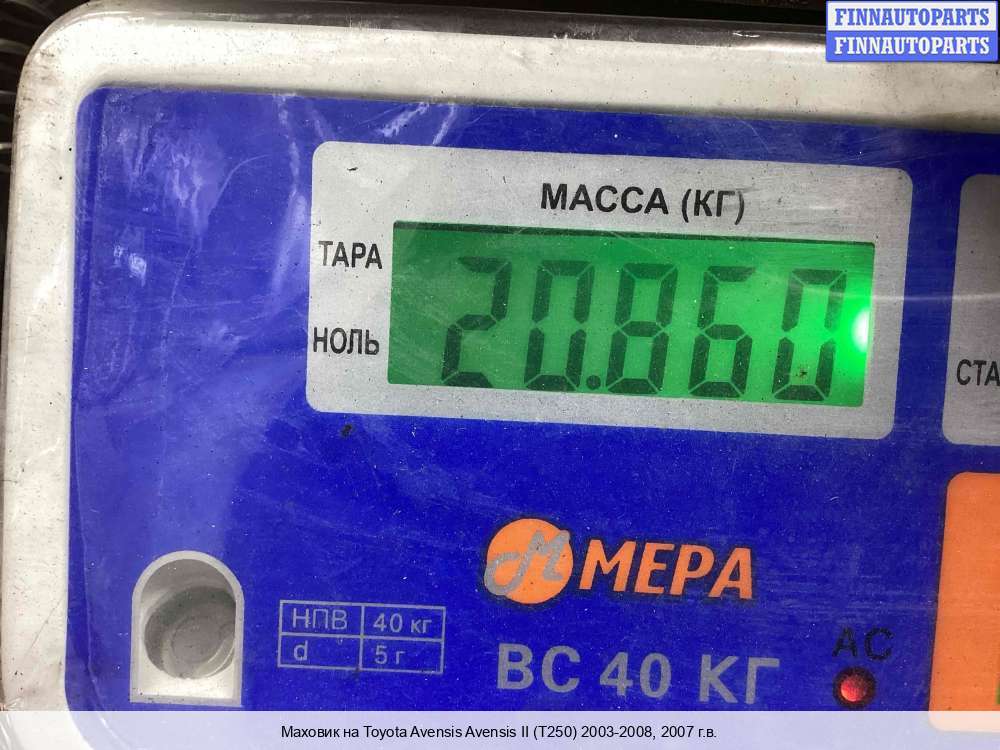 FINNAUTOPARTS
FINNAUTOPARTS
МАССА (КГ)
ТАРА
20.860
НОЛЬ
СТА
МЕРА
НПВ 40 кг
d 5 г
ВС 40 КГ
AC
Маховик на Toyota Avensis Avensis II (T250) 2003-2008, 2007 г.в.